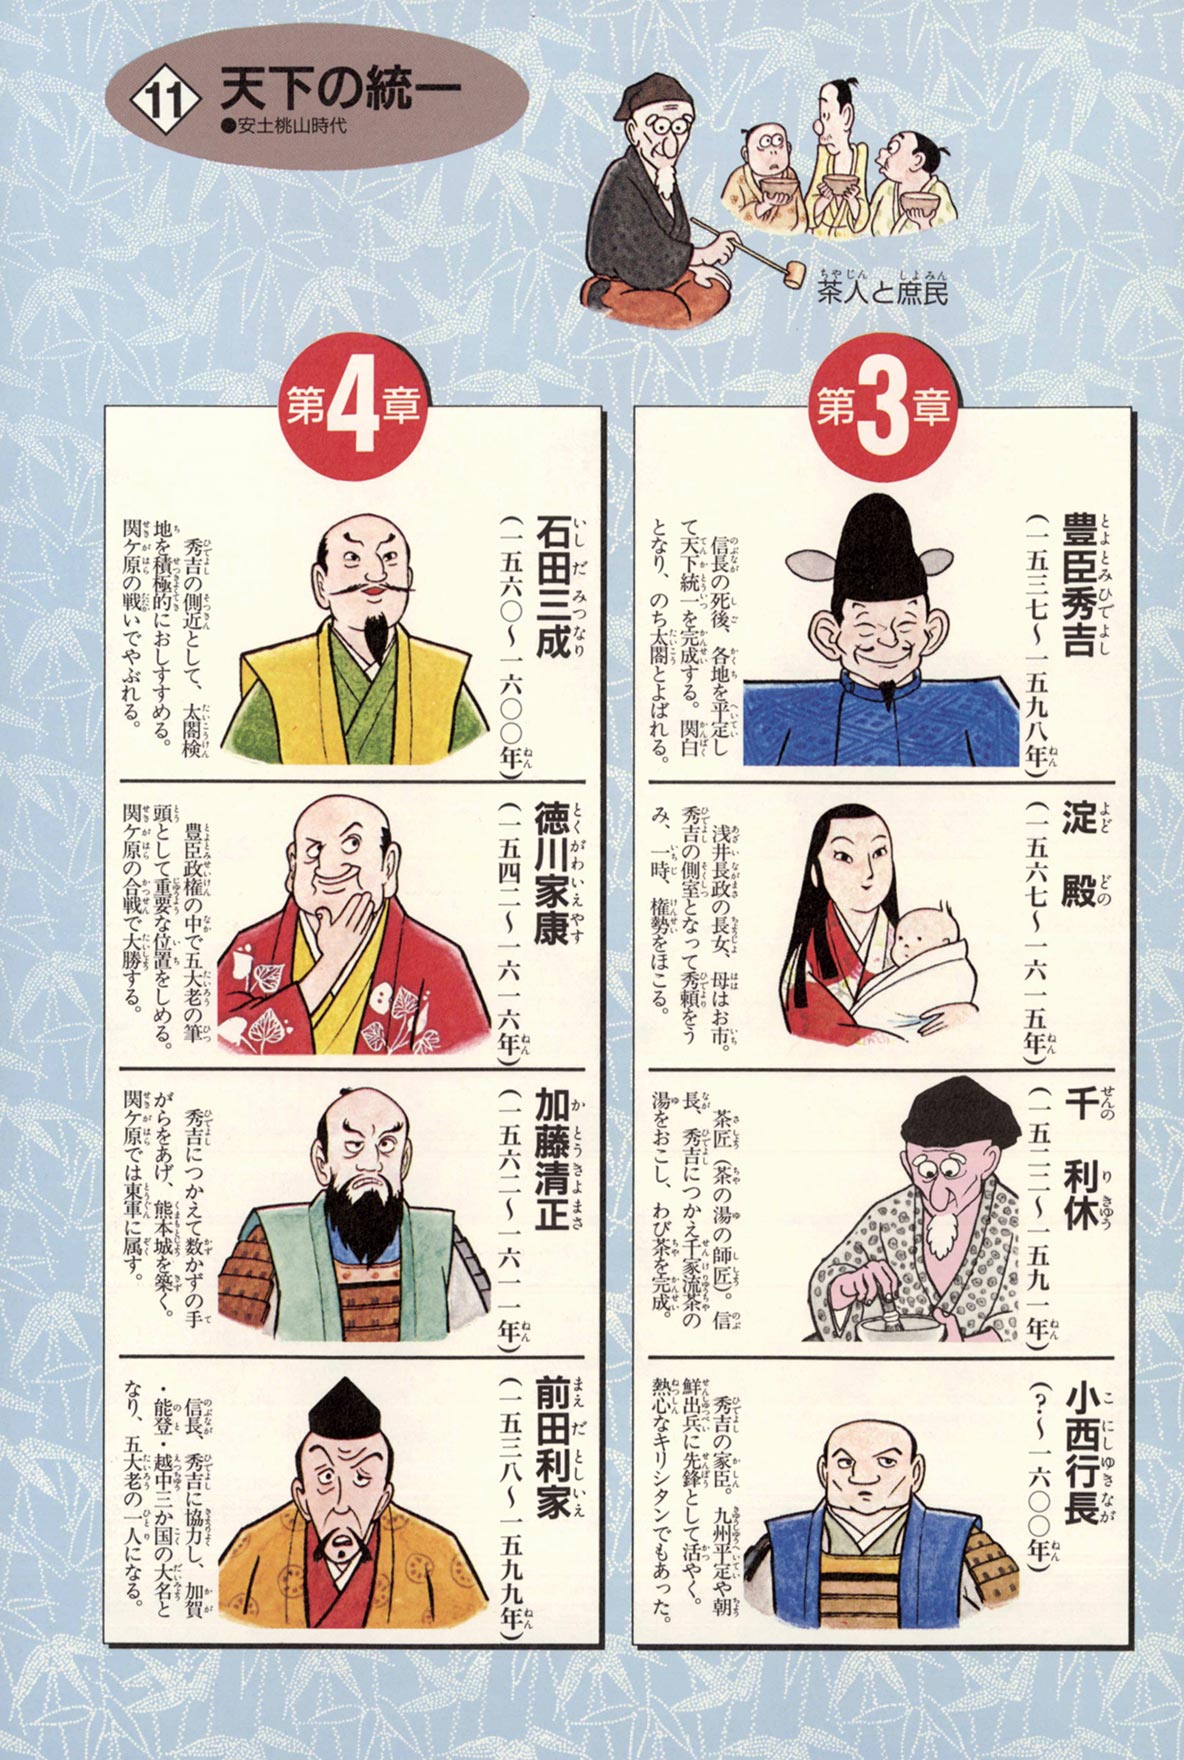 11 天下の統一
●安土桃山時代
茶人と庶民
第3章
豊臣秀吉
(一五三七〜一五九八年)
信長の死後、各地を平定し
て天下統一を完成する。関白
となり、のち太閤とよばれる。
淀殿
(一五六七〜一六一五年)
浅井長政の長女、母はお市。
秀吉の側室となって秀頼をう
み、一時、権勢をほこる。
千利休
(一五二二〜一五九一年)
茶匠(茶の湯の師匠)。信
長、秀吉につかえ千家流茶の
湯をおこし、わび茶を完成。
小西行長
(?〜一六〇〇年)
秀吉の家臣。九州平定や朝
鮮出兵に先鋒として活やく。
熱心なキリシタンでもあった。
第4章
石田三成
(一五六〇〜一六〇〇年)
秀吉の側近として、太閤検
地を積極的におしすすめる。
関ケ原の戦いでやぶれる。
徳川家康
(一五四二〜一六一六年)
豊臣政権の中で五大老の筆
頭として重要な位置をしめる。
関ケ原の合戦で大勝する。
加藤清正
(一五六二〜一六一一年)
秀吉につかえて数かずの手
がらをあげ、熊本城を築く。
関ケ原では東軍に属す。
前田利家
(一五三八〜一五九九年)
信長、秀吉に協力し、加賀
・能登・越中三か国の大名と
なり、五大老の一人になる。